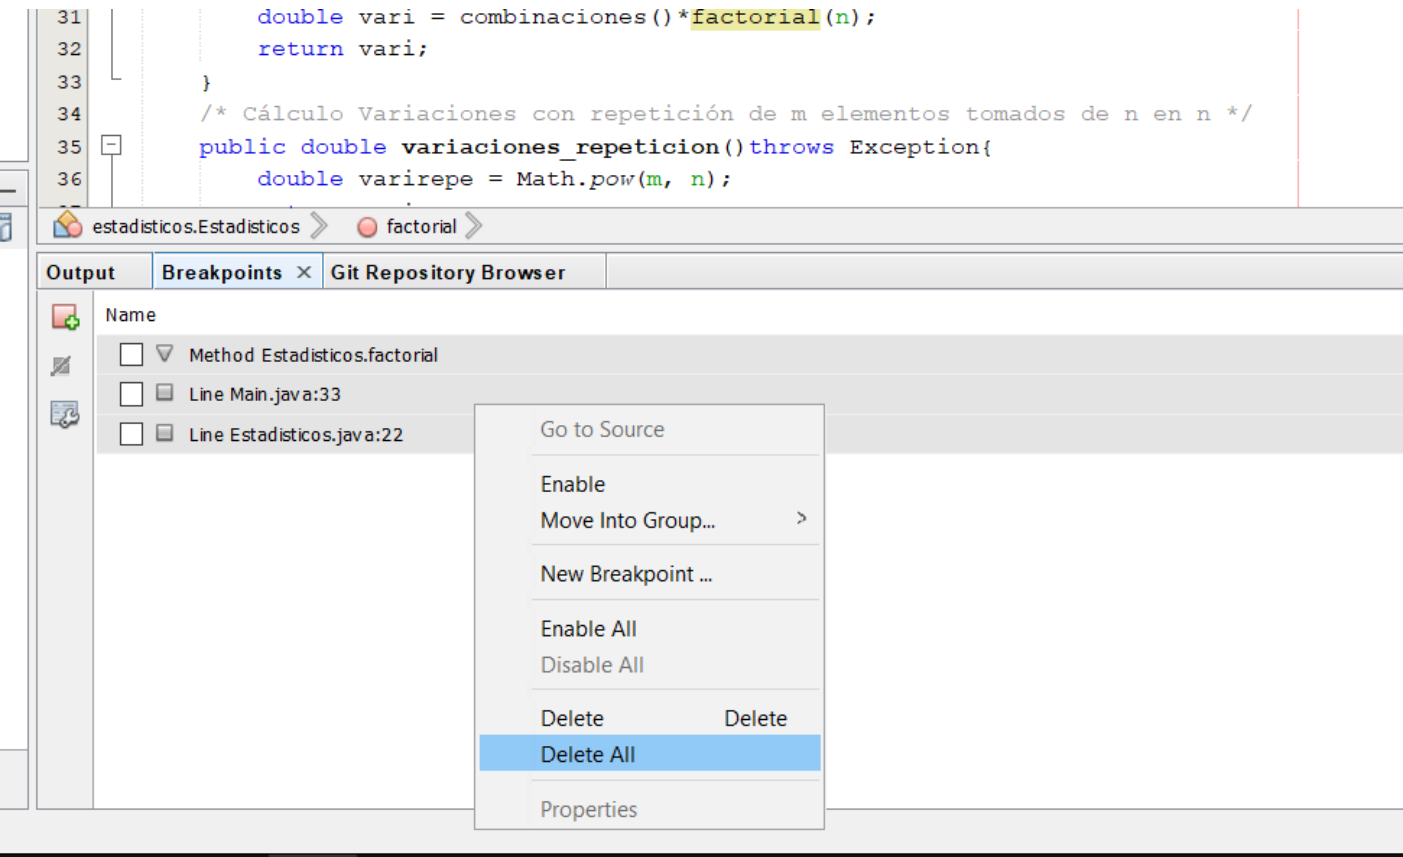 31 double vari = combinaciones()*factorial(n);
32 return vari;
33 }
34 /* Cálculo Variaciones con repetición de m elementos tomados de n en n */
35 public double variaciones_repeticion()throws Exception{
36 double varirepe = Math.pow(m, n);
estadisticos.Estadisticos factorial
Output Breakpoints × Git Repository Browser
Name
Method Estadisticos.factorial
Line Main.java:33
Line Estadisticos.java:22
Go to Source
Enable
Move Into Group... >
New Breakpoint ...
Enable All
Disable All
Delete Delete
Delete All
Properties